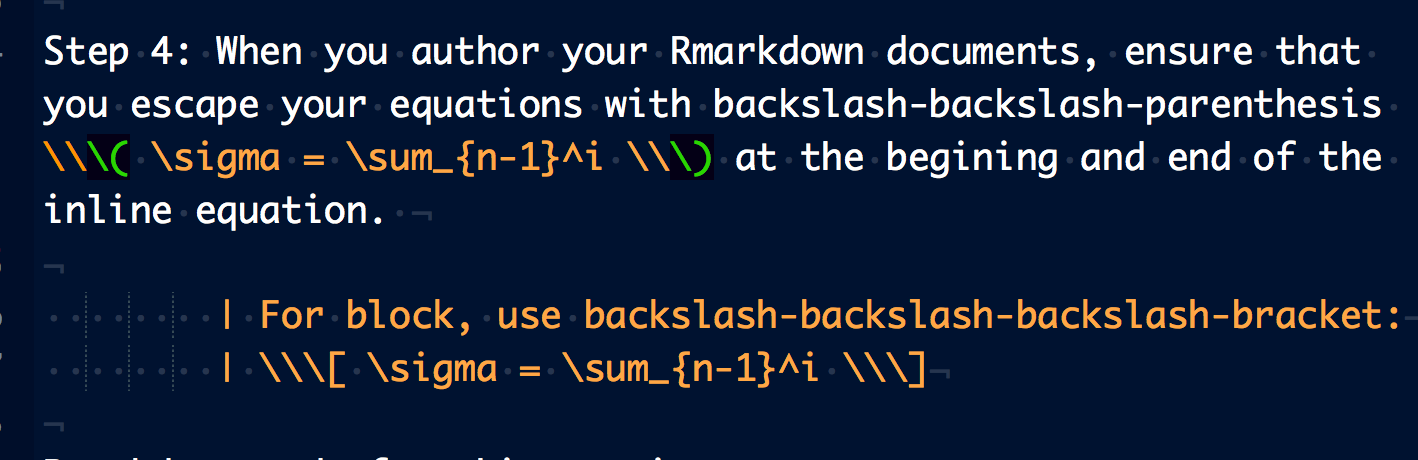 Step 4: When you author your Rmarkdown documents, ensure that
you escape your equations with backslash-backslash-parenthesis
\\\( \sigma = \sum_{n-1}^i \\\) at the begining and end of the
inline equation.
| For block, use backslash-backslash-backslash-bracket:
| \\\[ \sigma = \sum_{n-1}^i \\\]